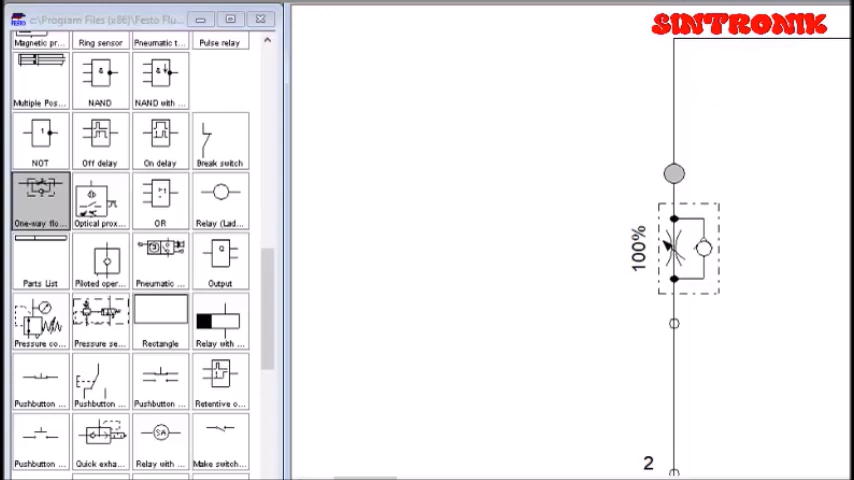 c:\Program Files (x86)\Festo Flu...
SINTRONIK
FESTO
Magnetic pr... Ring sensor Pneumatic t... Pulse relay
Multiple Pos... NAND NAND with ...
NOT Off delay On delay Break switch
One-way flo... Optical prox... OR Relay (Lad...
Parts List Piloted oper... Pneumatic ... Output
Pressure co... Pressure se... Rectangle Relay with ...
Pushbutton ... Pushbutton ... Pushbutton ... Retentive o...
Pushbutton ... Quick exha... Relay with ... Make switch...
100%
2